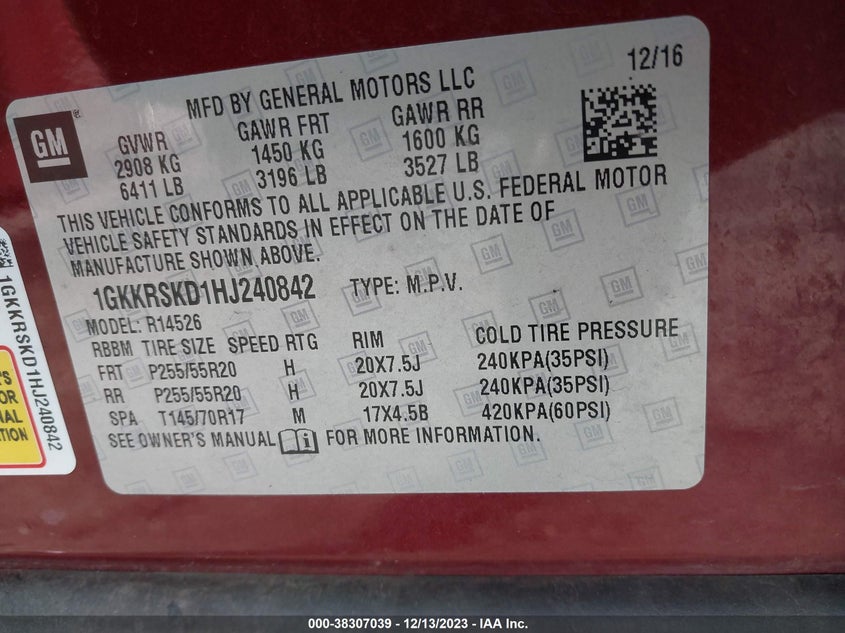 12/16
MFD BY GENERAL MOTORS LLC
GM
GVWR GAWR FRT GAWR RR
2908 KG 1450 KG 1600 KG
6411 LB 3196 LB 3527 LB
THIS VEHICLE CONFORMS TO ALL APPLICABLE U.S. FEDERAL MOTOR
VEHICLE SAFETY STANDARDS IN EFFECT ON THE DATE OF
MANUFACTURE SHOWN ABOVE.
1GKKRSKD1HJ240842 TYPE: M.P.V.
MODEL: R14526
RBBM TIRE SIZE SPEED RTG RIM COLD TIRE PRESSURE
FRT P255/55R20 H 20X7.5J 240KPA(35PSI)
RR P255/55R20 H 20X7.5J 240KPA(35PSI)
SPA T145/70R17 M 17X4.5B 420KPA(60PSI)
SEE OWNER'S MANUAL FOR MORE INFORMATION.
1GKKRSKD1HJ240842
000-38307039 - 12/13/2023 - IAA Inc.